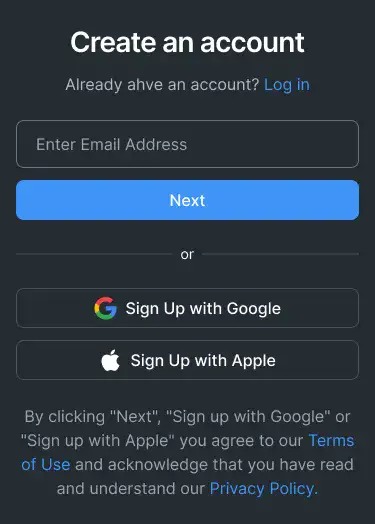 Create an account
Already ahve an account? Log in
Enter Email Address
Next
or
Sign Up with Google
Sign Up with Apple
By clicking "Next", "Sign up with Google" or
"Sign up with Apple" you agree to our Terms
of Use and acknowledge that you have read
and understand our Privacy Policy.